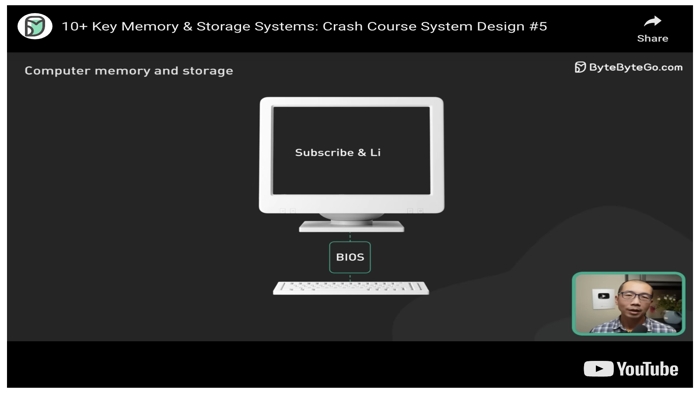 10+ Key Memory & Storage Systems: Crash Course System Design #5
Share
Computer memory and storage
ByteByteGo.com
Subscribe & Li
BIOS
YouTube